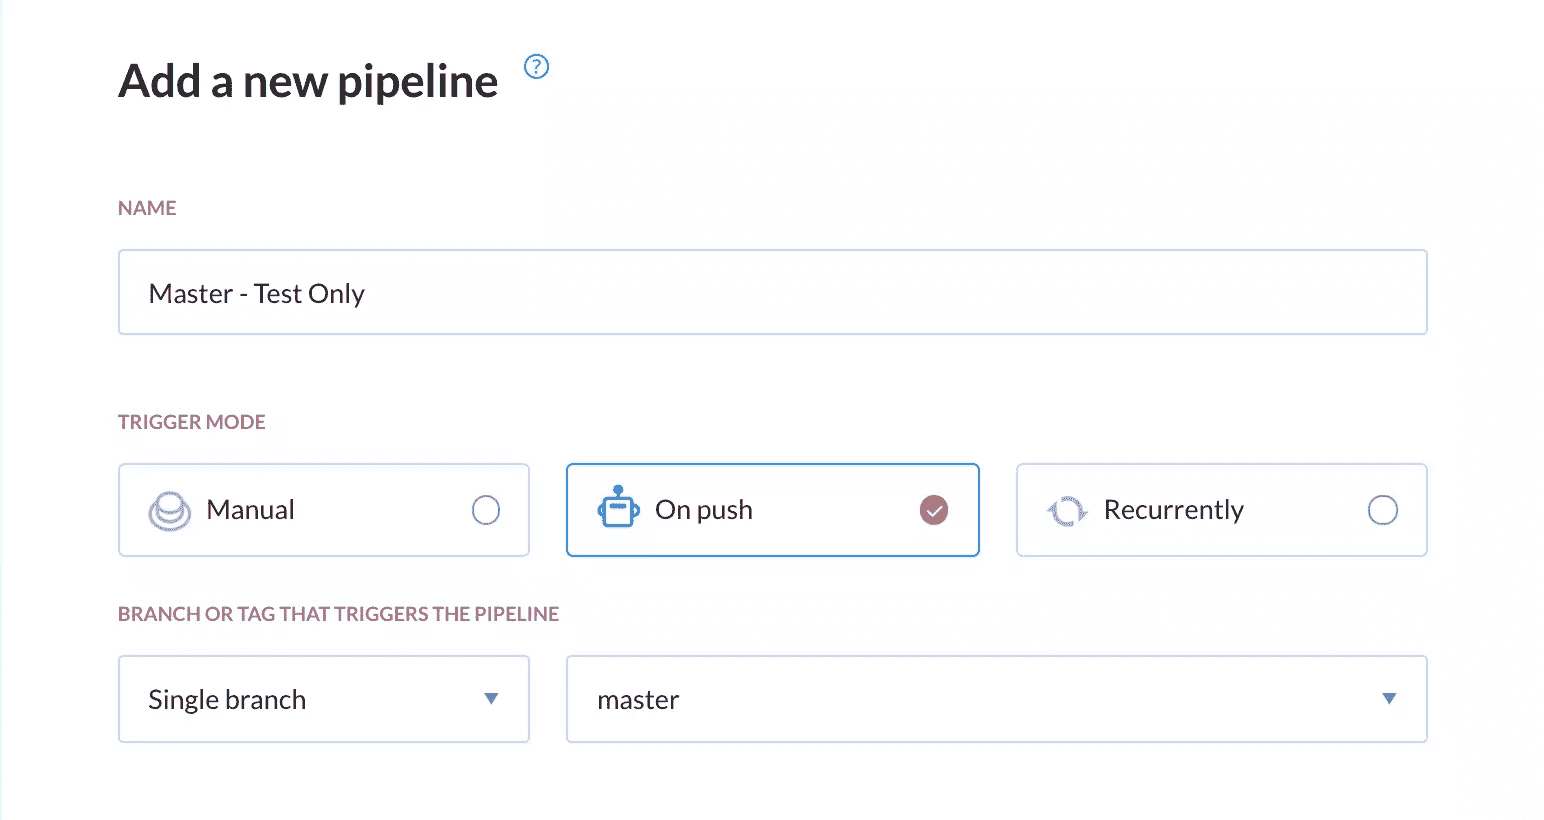 Add a new pipeline ?
NAME
Master - Test Only
TRIGGER MODE
Manual On push Recurrently
BRANCH OR TAG THAT TRIGGERS THE PIPELINE
Single branch master